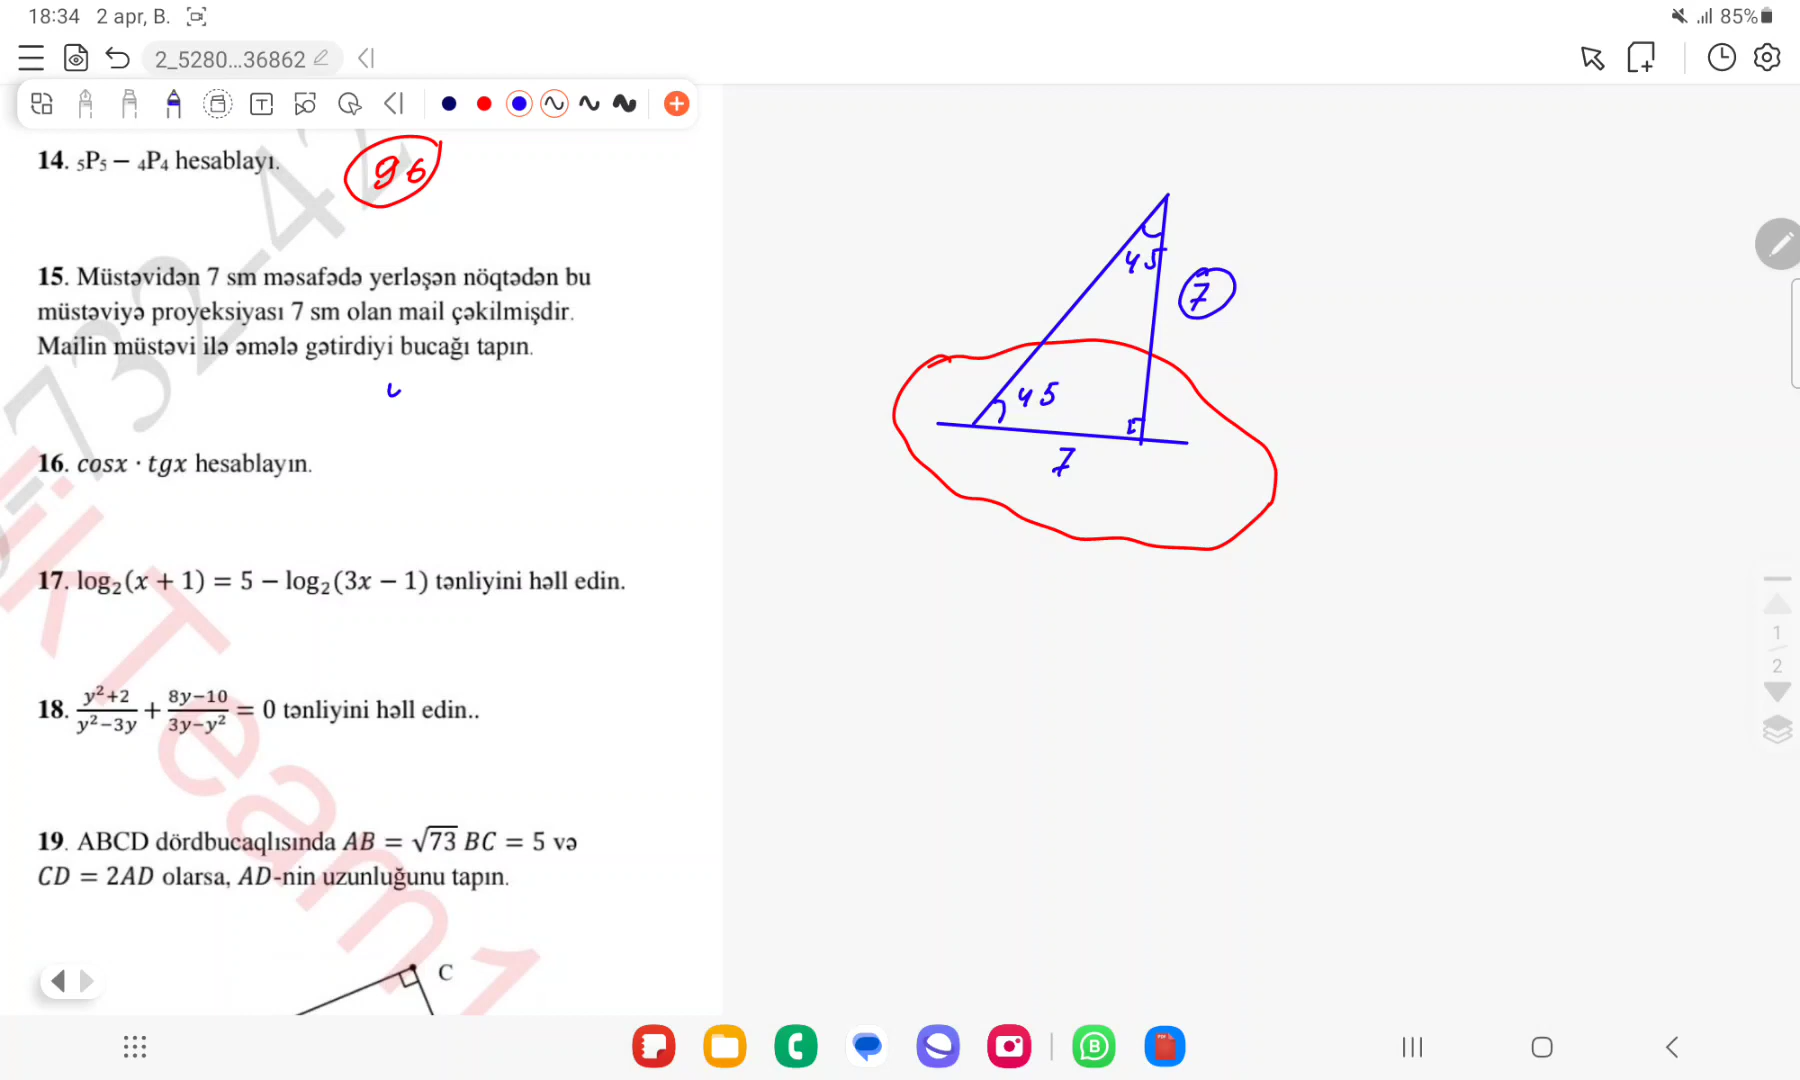 18:34 2 apr, B. 85%
2_5280...36862
14. ₅P₅ – ₄P₄ hesablayı.
96
15. Müstəvidən 7 sm məsafədə yerləşən nöqtədən bu
müstəviyə proyeksiyası 7 sm olan mail çəkilmişdir.
Mailin müstəvi ilə əmələ gətirdiyi bucağı tapın.
16. cosx · tgx hesablayın.
17. log₂(x + 1) = 5 – log₂(3x – 1) tənliyini həll edin.
18. (y²+2)/(y²–3y) + (8y–10)/(3y–y²) = 0 tənliyini həll edin..
19. ABCD dördbucaqlısında AB = √73 BC = 5 və
CD = 2AD olarsa, AD-nin uzunluğunu tapın.
C
45
7
45
7
1
2
732-42
ikTeam1